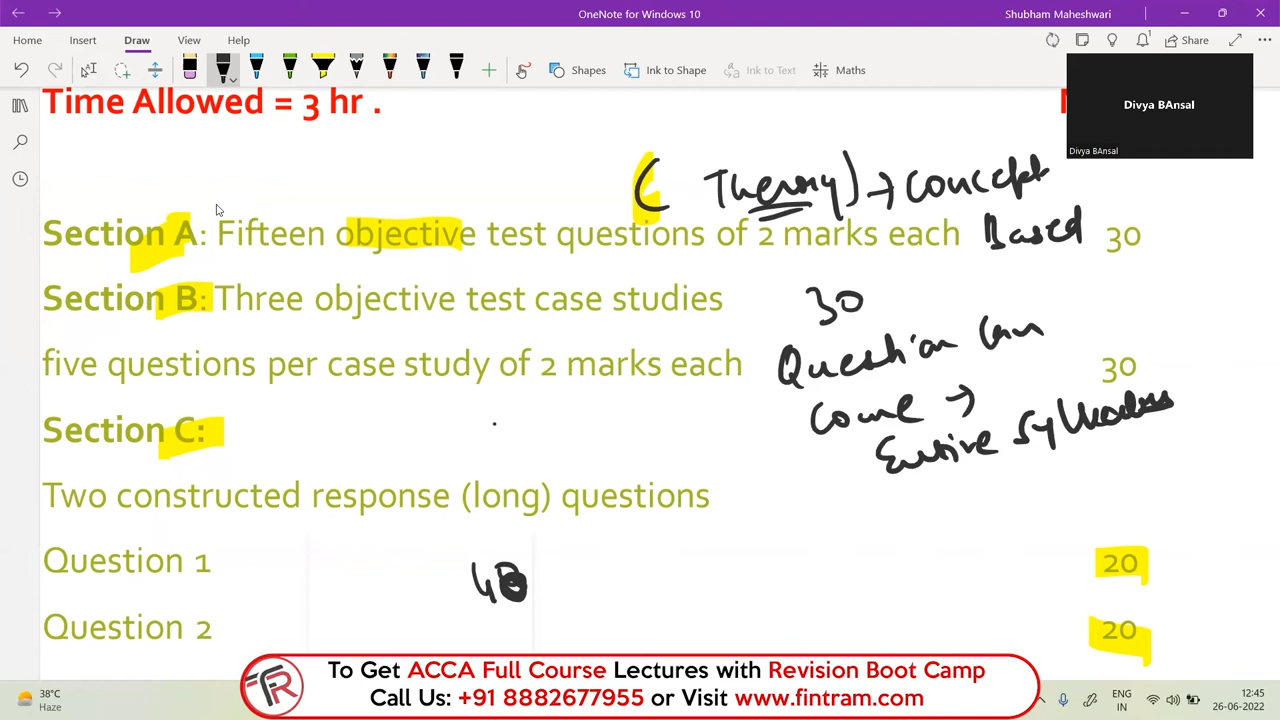 OneNote for Windows 10
Shubham Maheshwari
Home Insert Draw View Help
Share
Shapes Ink to Shape Ink to Text Maths
Divya BAnsal
Divya BAnsal
Time Allowed = 3 hr .
( Theory) → concept
Based
Section A: Fifteen objective test questions of 2 marks each 30
Section B: Three objective test case studies
30
five questions per case study of 2 marks each 30
Question can
come →
Entire Syllabus
Section C:
Two constructed response (long) questions
Question 1 20
40
Question 2 20
To Get ACCA Full Course Lectures with Revision Boot Camp
Call Us: +91 8882677955 or Visit www.fintram.com
38°C
Haze
ENG
IN
12:45
26-06-2022